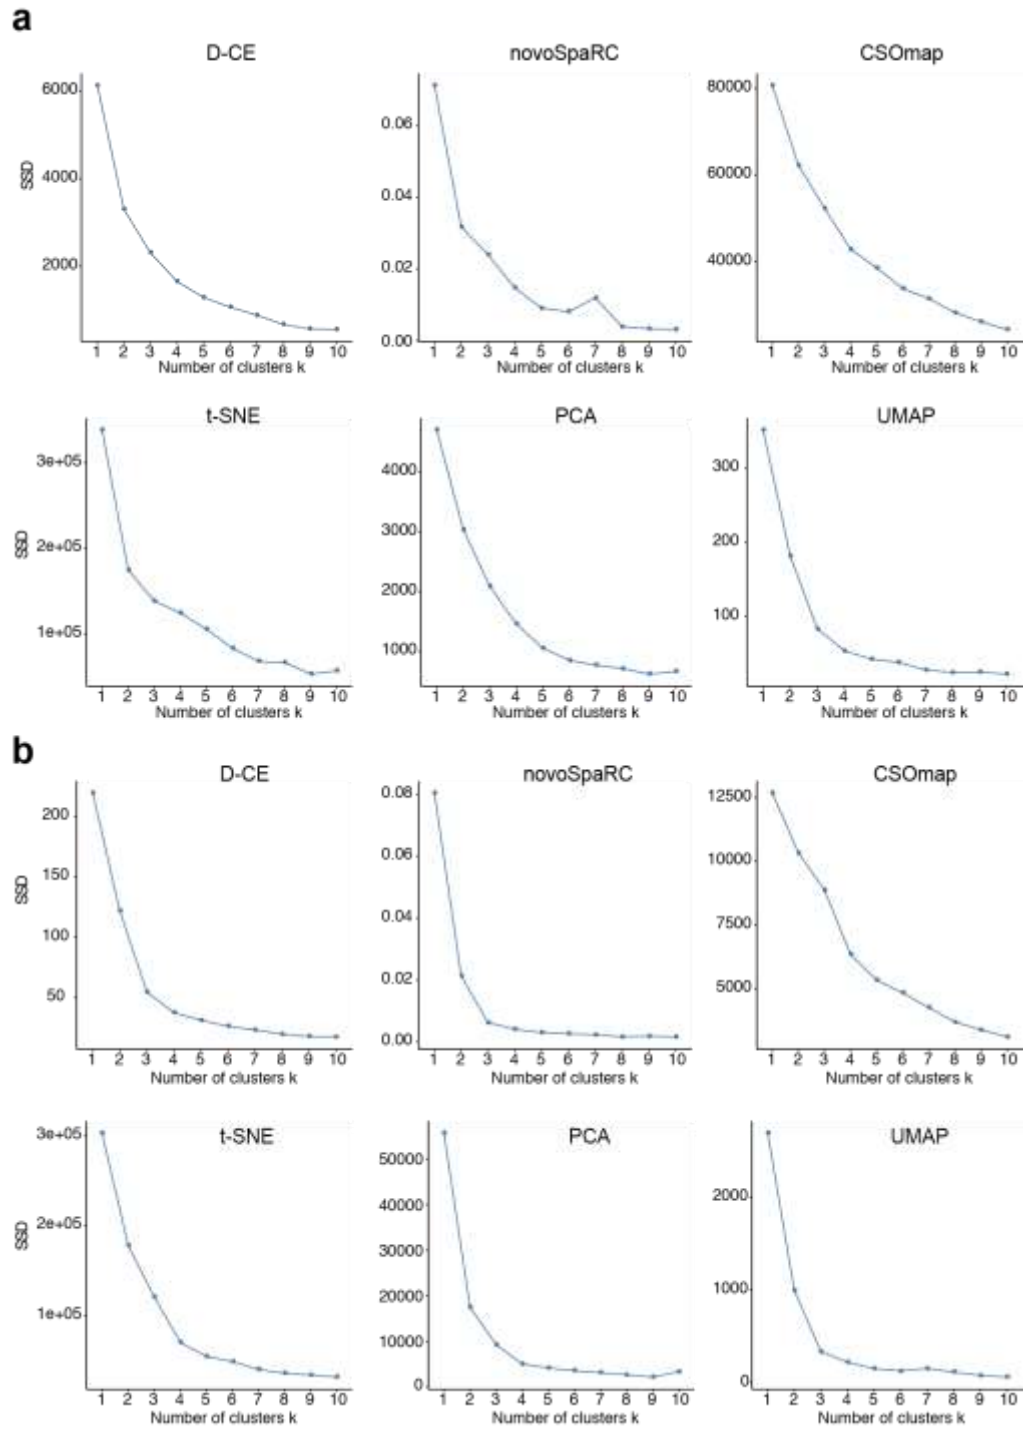 a
D-CE novoSpaRC CSOmap
SSD
6000
4000
2000
1 2 3 4 5 6 7 8 9 10
Number of clusters k
0.06
0.04
0.02
0.00
1 2 3 4 5 6 7 8 9 10
Number of clusters k
80000
60000
40000
1 2 3 4 5 6 7 8 9 10
Number of clusters k
t-SNE PCA UMAP
SSD
3e+05
2e+05
1e+05
1 2 3 4 5 6 7 8 9 10
Number of clusters k
4000
3000
2000
1000
1 2 3 4 5 6 7 8 9 10
Number of clusters k
300
200
100
1 2 3 4 5 6 7 8 9 10
Number of clusters k
b
D-CE novoSpaRC CSOmap
SSD
200
150
100
50
1 2 3 4 5 6 7 8 9 10
Number of clusters k
0.08
0.06
0.04
0.02
0.00
1 2 3 4 5 6 7 8 9 10
Number of clusters k
12500
10000
7500
5000
1 2 3 4 5 6 7 8 9 10
Number of clusters k
t-SNE PCA UMAP
SSD
3e+05
2e+05
1e+05
1 2 3 4 5 6 7 8 9 10
Number of clusters k
50000
40000
30000
20000
10000
0
1 2 3 4 5 6 7 8 9 10
Number of clusters k
2000
1000
0
1 2 3 4 5 6 7 8 9 10
Number of clusters k